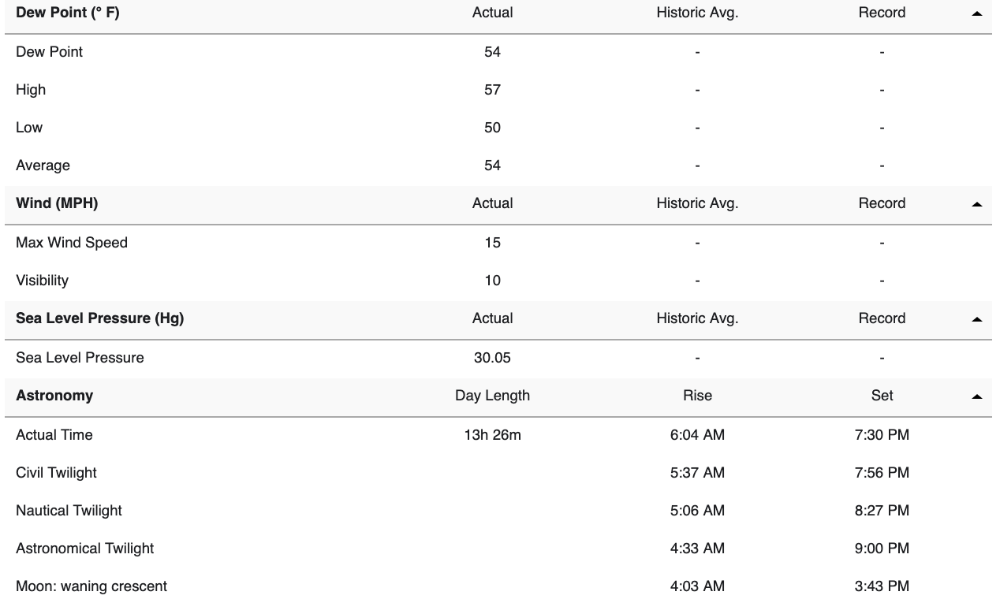 Dew Point (° F) Actual Historic Avg. Record
Dew Point 54 - -
High 57 - -
Low 50 - -
Average 54 - -
Wind (MPH) Actual Historic Avg. Record
Max Wind Speed 15 - -
Visibility 10 - -
Sea Level Pressure (Hg) Actual Historic Avg. Record
Sea Level Pressure 30.05 - -
Astronomy Day Length Rise Set
Actual Time 13h 26m 6:04 AM 7:30 PM
Civil Twilight 5:37 AM 7:56 PM
Nautical Twilight 5:06 AM 8:27 PM
Astronomical Twilight 4:33 AM 9:00 PM
Moon: waning crescent 4:03 AM 3:43 PM